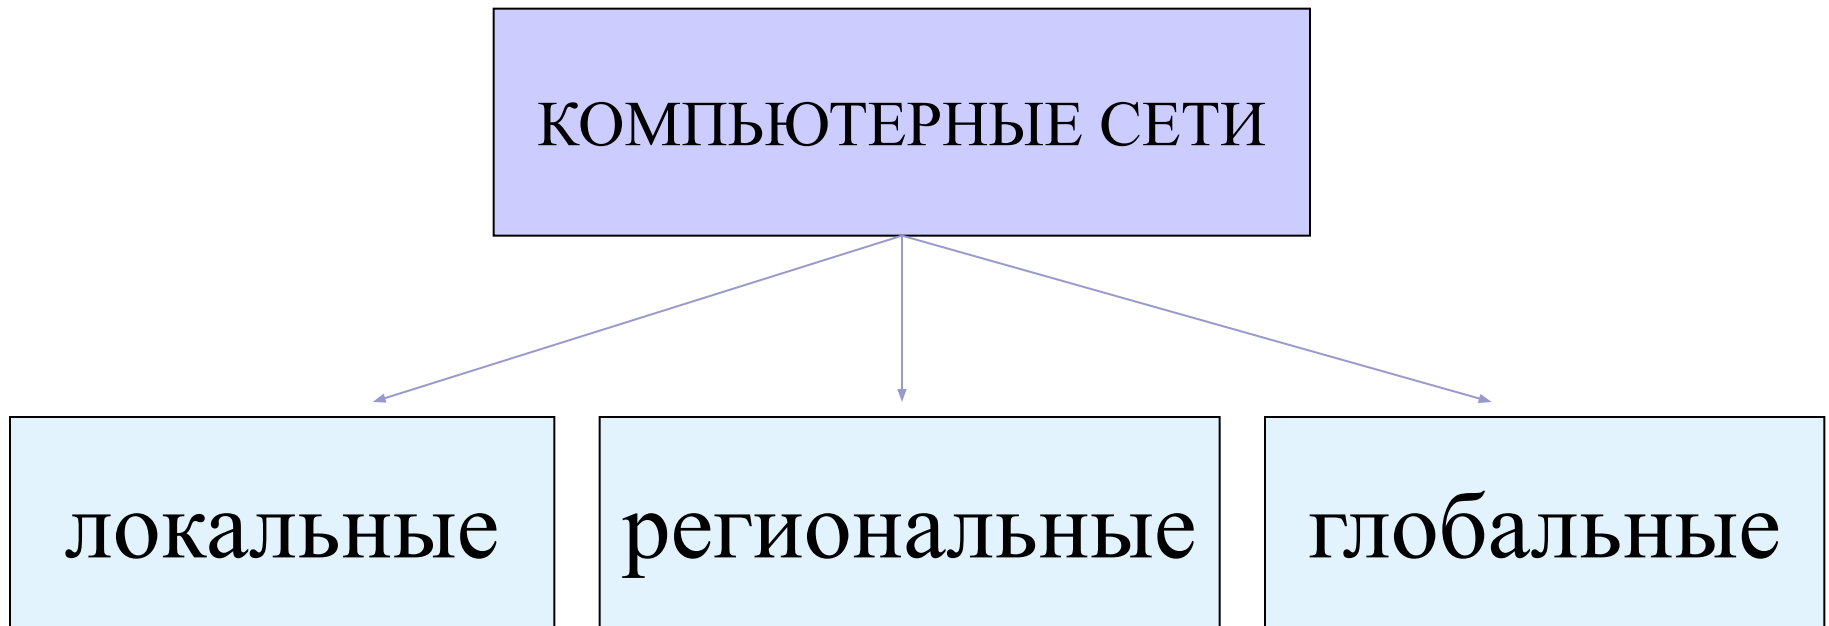 КОМПЬЮТЕРНЫЕ СЕТИ
локальные
региональные
глобальные